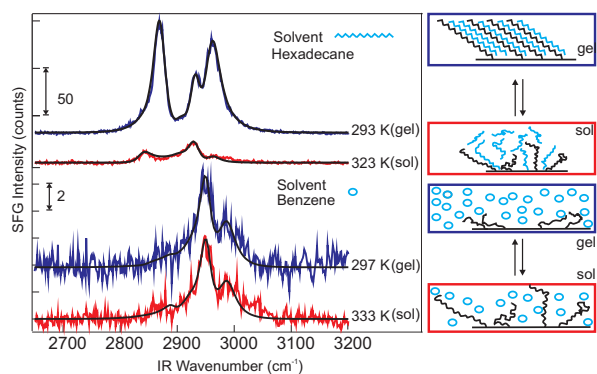 Solvent
Hexadecane
50
293 K(gel)
323 K(sol)
2
Solvent
Benzene
297 K(gel)
333 K(sol)
SFG Intensity (counts)
2700 2800 2900 3000 3100 3200
IR Wavenumber (cm⁻¹)
gel
sol
gel
sol